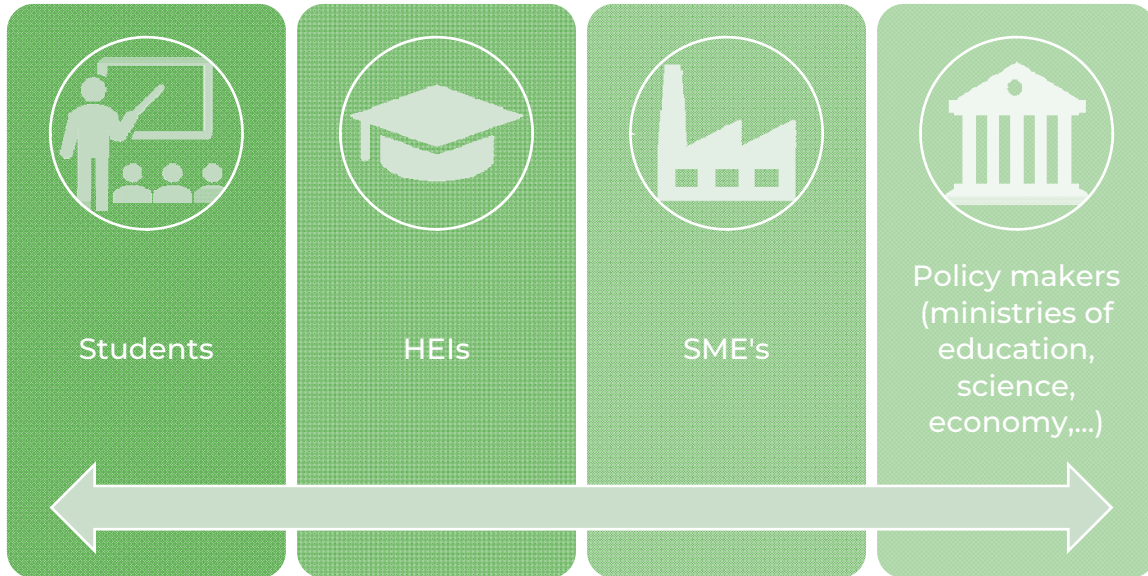 Students
HEIs
SME's
Policy makers
(ministries of
education,
science,
economy,...)